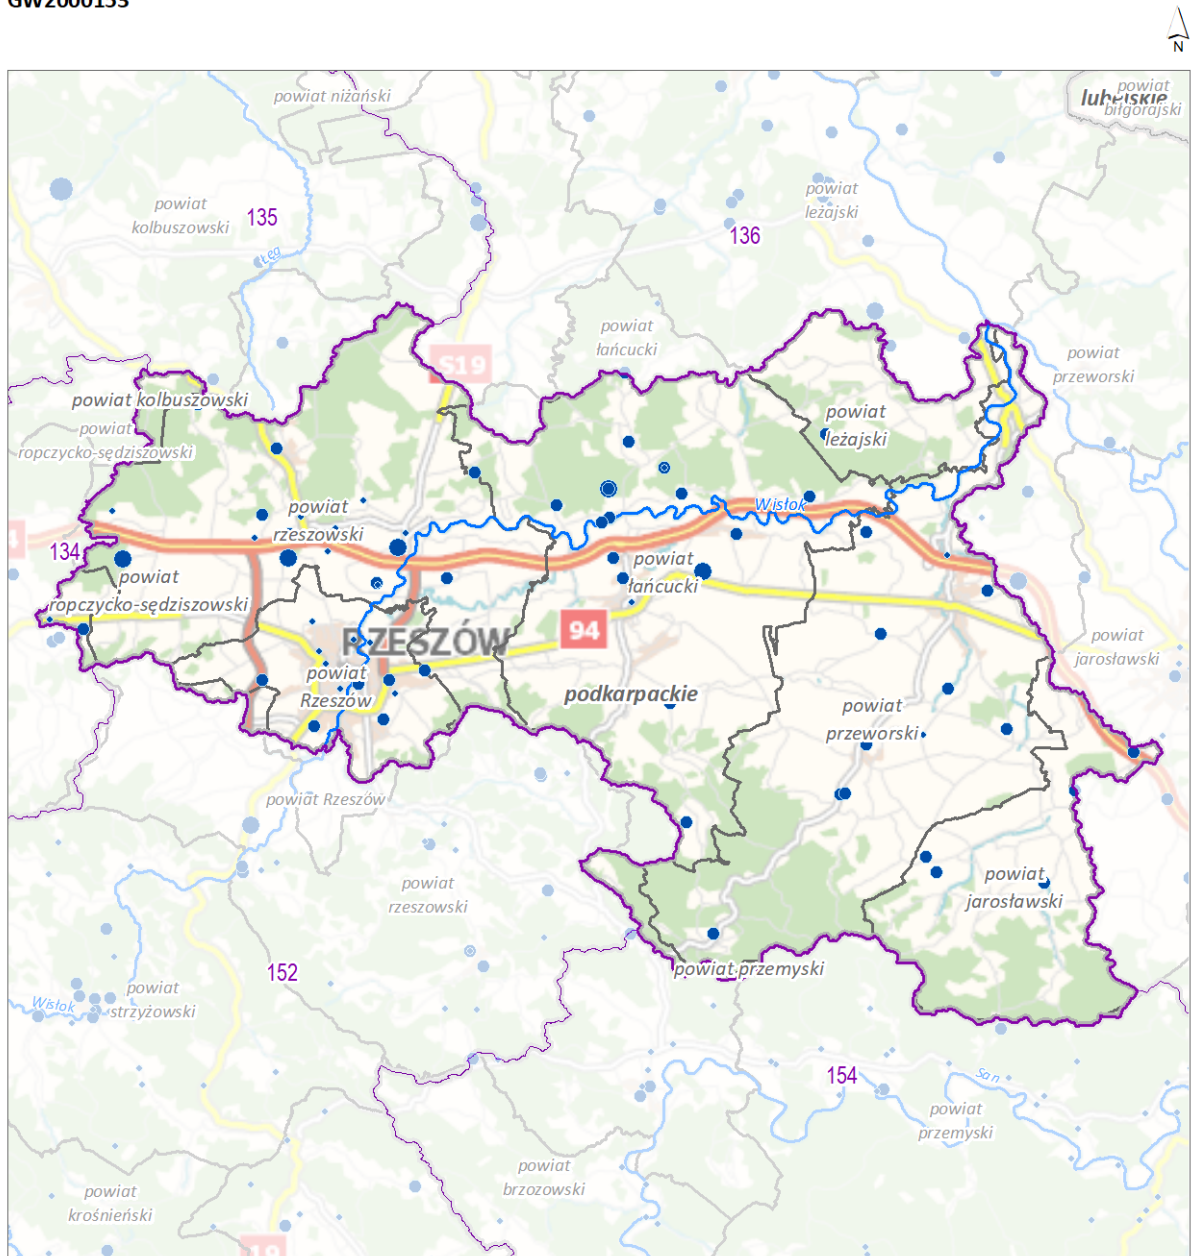 GW2000153
N
powiat niżański
lubelskie
powiat
biłgorajski
powiat
kolbuszowski
135
powiat
leżajski
136
Łęg
powiat
łańcucki
S19
powiat
przeworski
powiat kolbuszowski
powiat
ropczycko-sędziszowski
powiat
leżajski
powiat
rzeszowski
Wisłok
134
powiat
ropczycko-sędziszowski
powiat
łańcucki
94
RZESZÓW
powiat
jarosławski
powiat
Rzeszów
podkarpackie
powiat
przeworski
powiat Rzeszów
powiat
rzeszowski
powiat
jarosławski
152
powiat przemyski
powiat
strzyżowski
Wisłok
154
San
powiat
przemyski
powiat
brzozowski
powiat
krośnieński
19